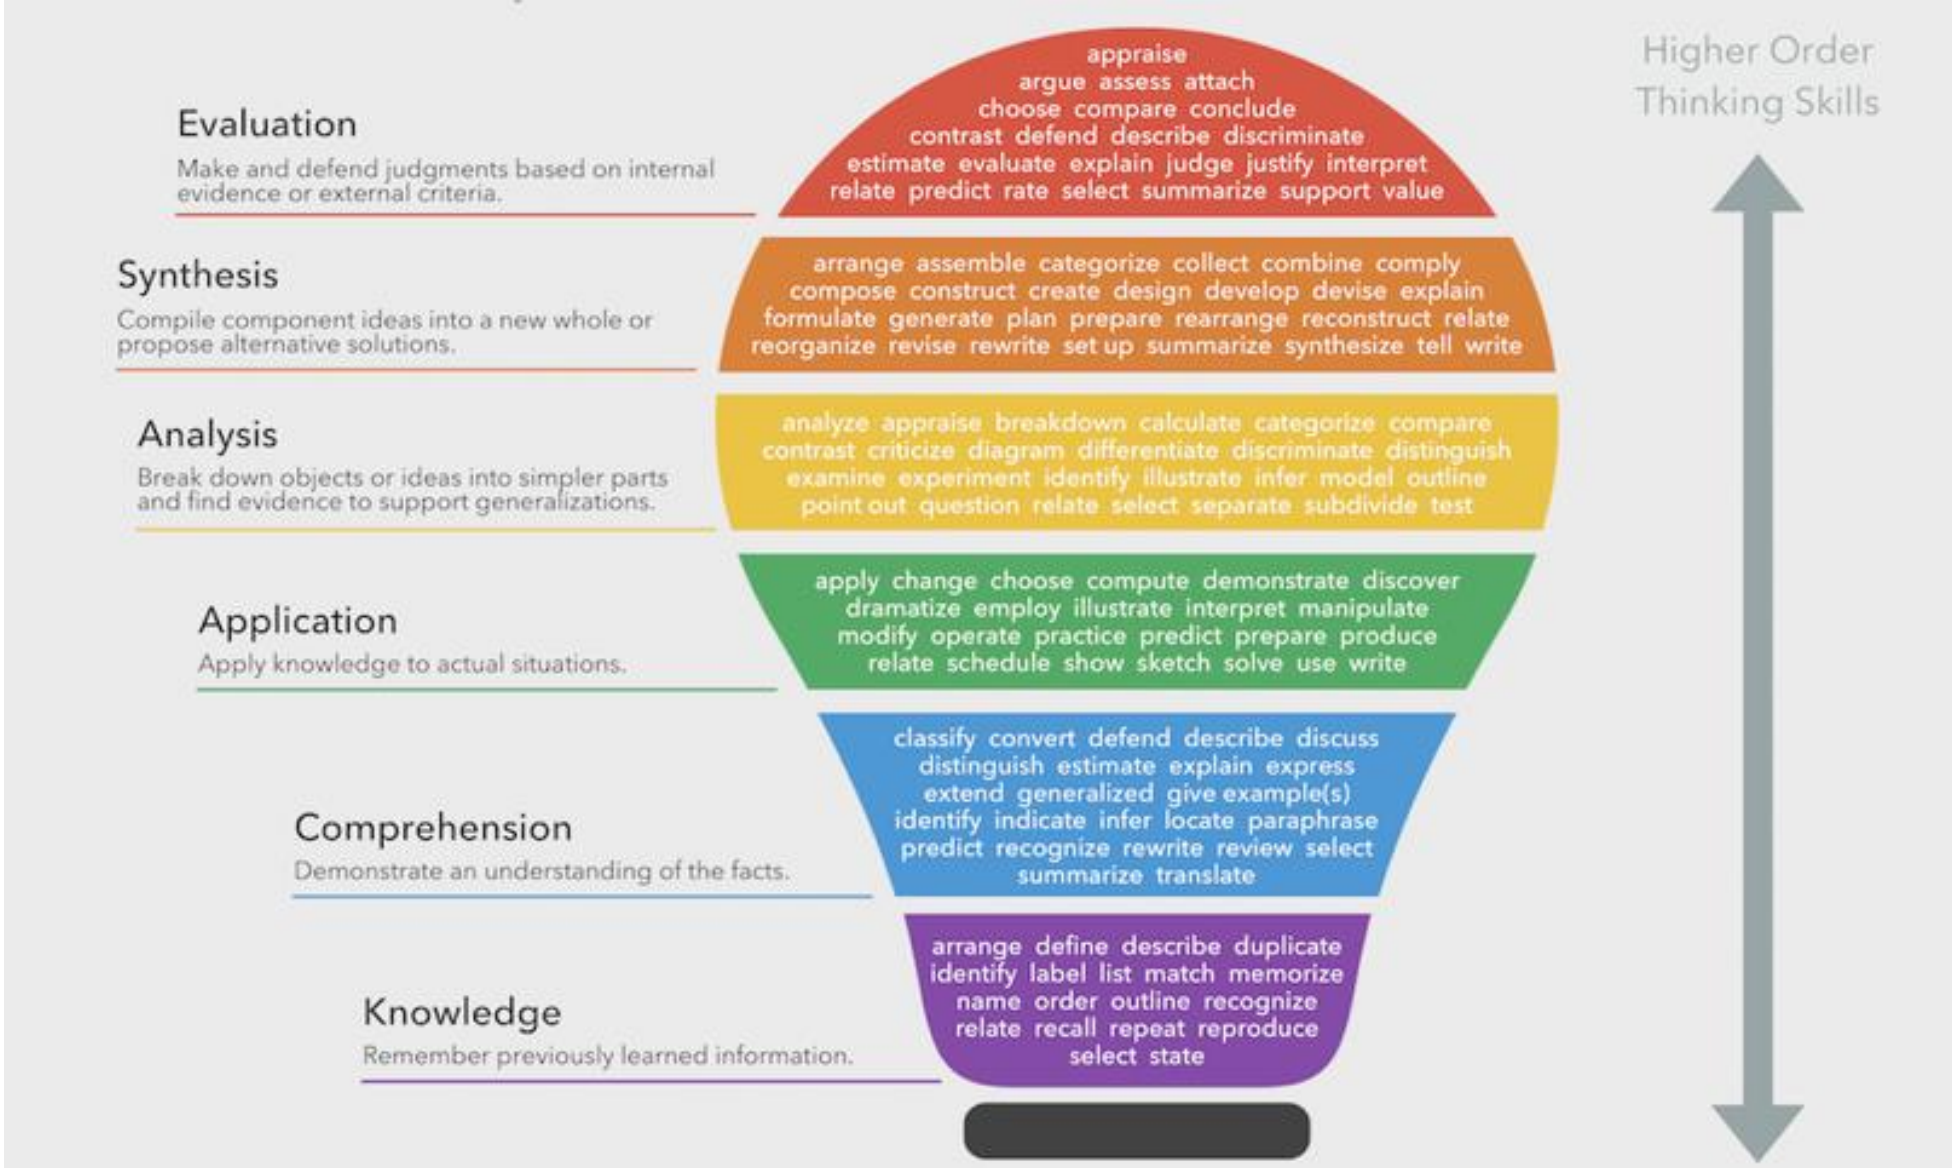 Higher Order
Thinking Skills
Evaluation
Make and defend judgments based on internal
evidence or external criteria.
appraise
argue assess attach
choose compare conclude
contrast defend describe discriminate
estimate evaluate explain judge justify interpret
relate predict rate select summarize support value
Synthesis
Compile component ideas into a new whole or
propose alternative solutions.
arrange assemble categorize collect combine comply
compose construct create design develop devise explain
formulate generate plan prepare rearrange reconstruct relate
reorganize revise rewrite set up summarize synthesize tell write
Analysis
Break down objects or ideas into simpler parts
and find evidence to support generalizations.
analyze appraise breakdown calculate categorize compare
contrast criticize diagram differentiate discriminate distinguish
examine experiment identify illustrate infer model outline
point out question relate select separate subdivide test
Application
Apply knowledge to actual situations.
apply change choose compute demonstrate discover
dramatize employ illustrate interpret manipulate
modify operate practice predict prepare produce
relate schedule show sketch solve use write
Comprehension
Demonstrate an understanding of the facts.
classify convert defend describe discuss
distinguish estimate explain express
extend generalized give example(s)
identify indicate infer locate paraphrase
predict recognize rewrite review select
summarize translate
Knowledge
Remember previously learned information.
arrange define describe duplicate
identify label list match memorize
name order outline recognize
relate recall repeat reproduce
select state